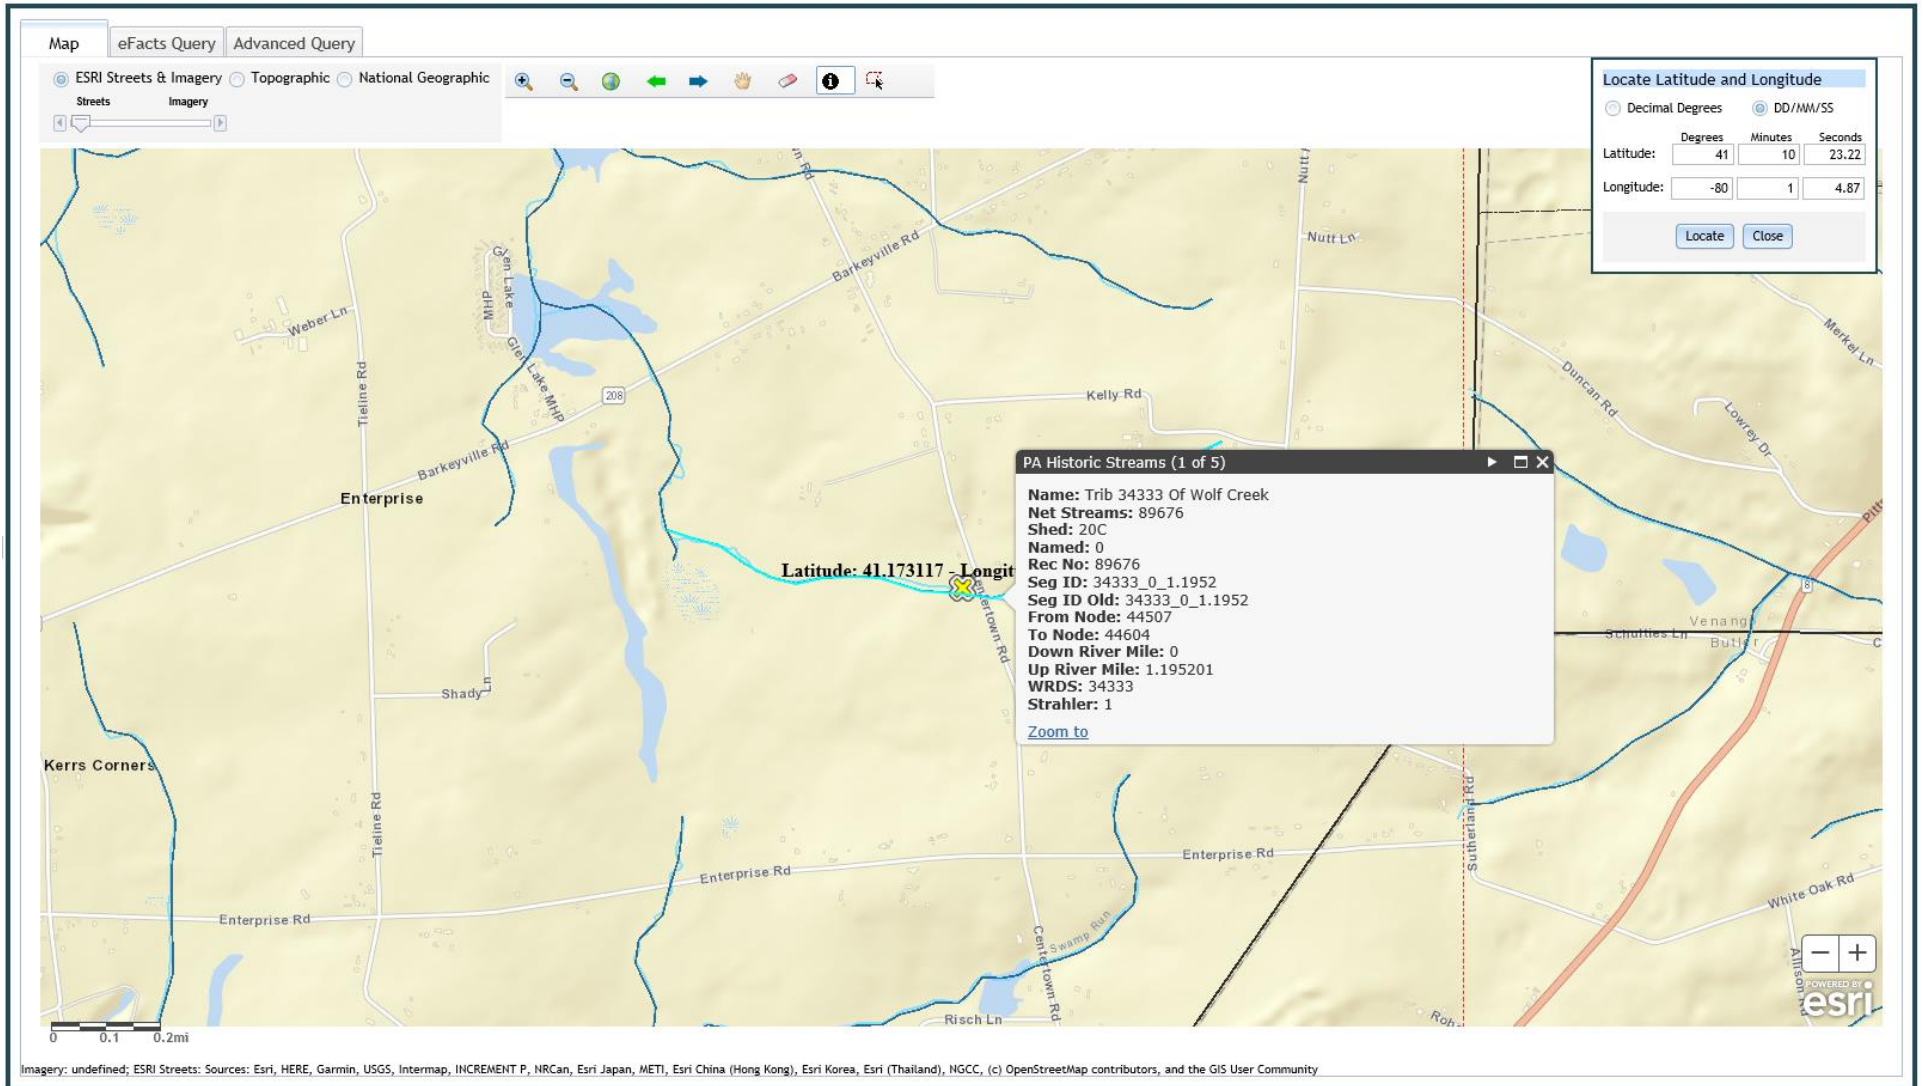 Map
eFacts Query
Advanced Query
ESRI Streets & Imagery
Topographic
National Geographic
Streets
Imagery
Locate Latitude and Longitude
Decimal Degrees
DD/MM/SS
Degrees
Minutes
Seconds
Latitude:
41
10
23.22
Longitude:
-80
1
4.87
Locate
Close
Nutt Ln
Barkeyville Rd
Glen Lake
MHP
Weber Ln
Glen Lake MHP
Merkel Ln
Duncan Rd
Tieline Rd
208
Kelly Rd
Lowrey Dr
Barkeyville Rd
Enterprise
PA Historic Streams (1 of 5)
Name: Trib 34333 Of Wolf Creek
Net Streams: 89676
Shed: 20C
Named: 0
Rec No: 89676
Seg ID: 34333_0_1.1952
Seg ID Old: 34333_0_1.1952
From Node: 44507
To Node: 44604
Down River Mile: 0
Up River Mile: 1.195201
WRDS: 34333
Strahler: 1
Zoom to
Latitude: 41.173117 - Longit
8
Schulties Ln
Butler
Shady Ln
Kerrs Corners
Tieline Rd
Sutherland Rd
Enterprise Rd
Enterprise Rd
Enterprise Rd
White Oak Rd
Swamp Run
Centertown Rd
Risch Ln
POWERED BY
esri
0
0.1
0.2mi
Imagery: undefined; ESRI Streets: Sources: Esri, HERE, Garmin, USGS, Intermap, INCREMENT P, NRCan, Esri Japan, METI, Esri China (Hong Kong), Esri Korea, Esri (Thailand), NGCC, (c) OpenStreetMap contributors, and the GIS User Community